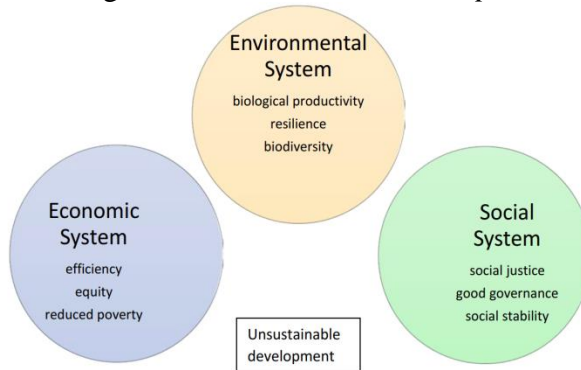 Environmental
System
biological productivity
resilience
biodiversity
Economic
System
efficiency
equity
reduced poverty
Social
System
social justice
good governance
social stability
Unsustainable
development